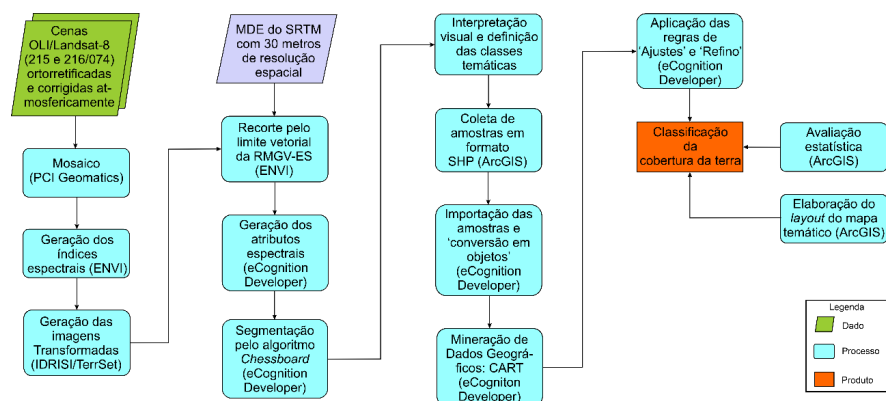 Cenas
OLI/Landsat-8
(215 e 216/074)
ortorretificadas
e corrigidas at-
mosfericamente
Mosaico
(PCI Geomatics)
Geração dos
índices
espectrais (ENVI)
Geração das
imagens
Transformadas
(IDRISI/TerrSet)
MDE do SRTM
com 30 metros
de resolução
espacial
Recorte pelo
limite vetorial
da RMGV-ES
(ENVI)
Geração dos
atributos
espectrais
(eCognition
Developer)
Segmentação
pelo algoritmo
Chessboard
(eCognition
Developer)
Interpretação
visual e definição
das classes
temáticas
Coleta de
amostras em
formato
SHP (ArcGIS)
Importação das
amostras e
‘conversão em
objetos’
(eCognition
Developer)
Mineração de
Dados Geográ-
ficos: CART
(eCogniton
Developer)
Aplicação das
regras de
‘Ajustes’ e ‘Refino’
(eCognition
Developer)
Classificação
da
cobertura da terra
Avaliação
estatística
(ArcGIS)
Elaboração do
layout do mapa
temático (ArcGIS)
Legenda
Dado
Processo
Produto